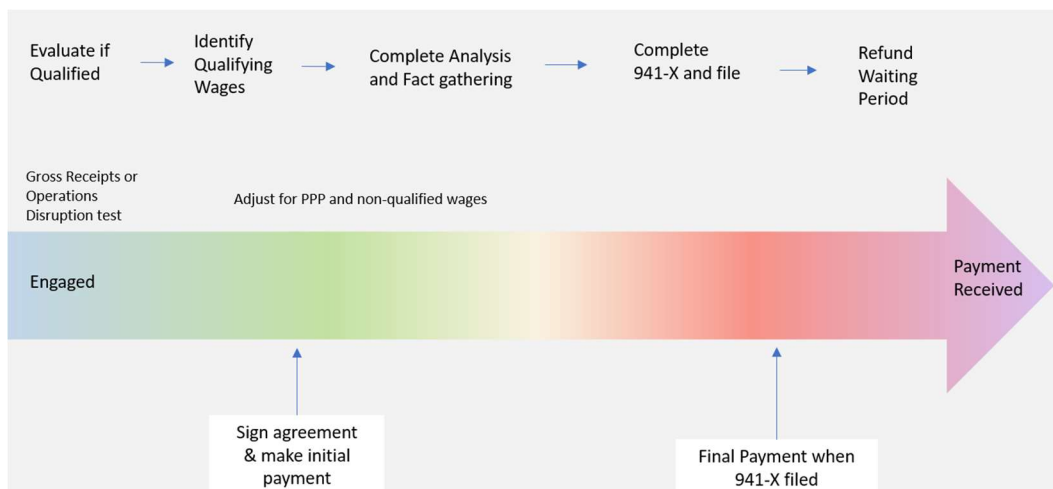 Evaluate if
Qualified
Identify
Qualifying
Wages
Complete Analysis
and Fact gathering
Complete
941-X and file
Refund
Waiting
Period
Gross Receipts or
Operations
Disruption test
Adjust for PPP and non-qualified wages
Engaged
Payment
Received
Sign agreement
& make initial
payment
Final Payment when
941-X filed